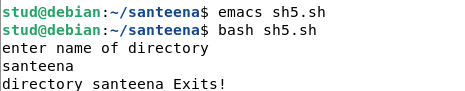 stud@debian:~/santeena$ emacs sh5.sh
stud@debian:~/santeena$ bash sh5.sh
enter name of directory
santeena
directory santeena Exits!